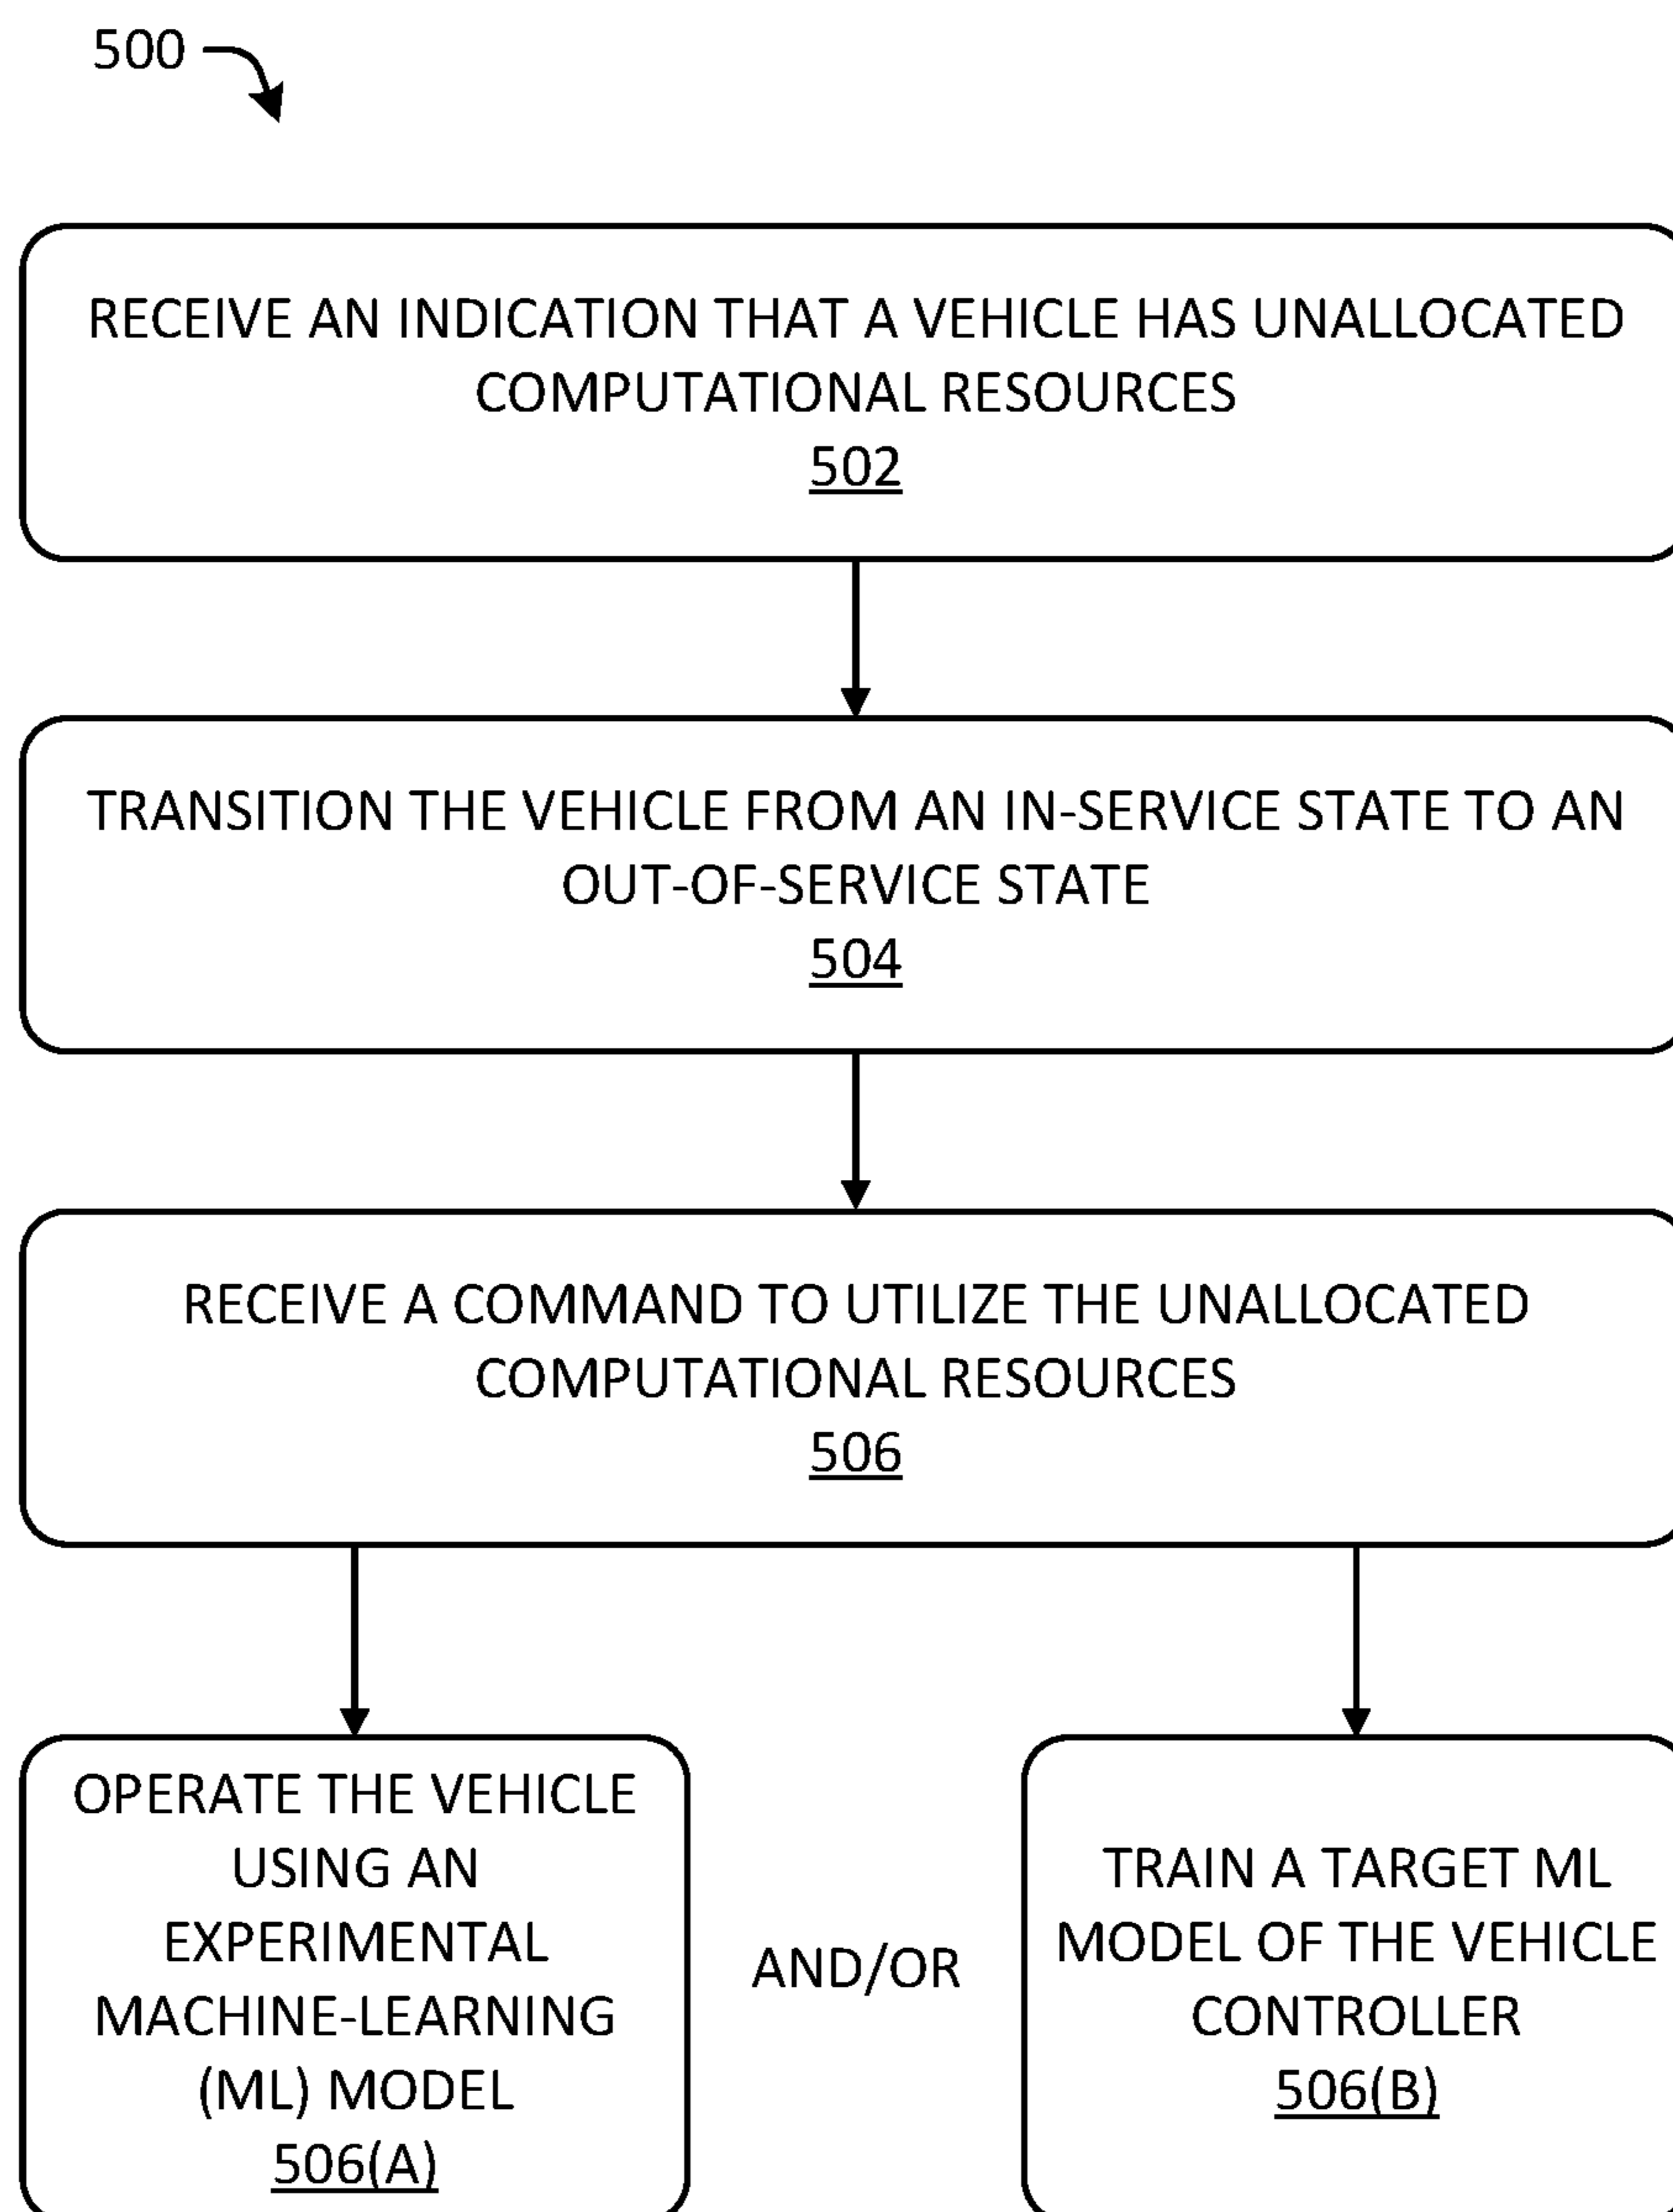 500
RECEIVE AN INDICATION THAT A VEHICLE HAS UNALLOCATED
COMPUTATIONAL RESOURCES
502
TRANSITION THE VEHICLE FROM AN IN-SERVICE STATE TO AN
OUT-OF-SERVICE STATE
504
RECEIVE A COMMAND TO UTILIZE THE UNALLOCATED
COMPUTATIONAL RESOURCES
506
OPERATE THE VEHICLE
USING AN
EXPERIMENTAL
MACHINE-LEARNING
(ML) MODEL
506(A)
AND/OR
TRAIN A TARGET ML
MODEL OF THE VEHICLE
CONTROLLER
506(B)